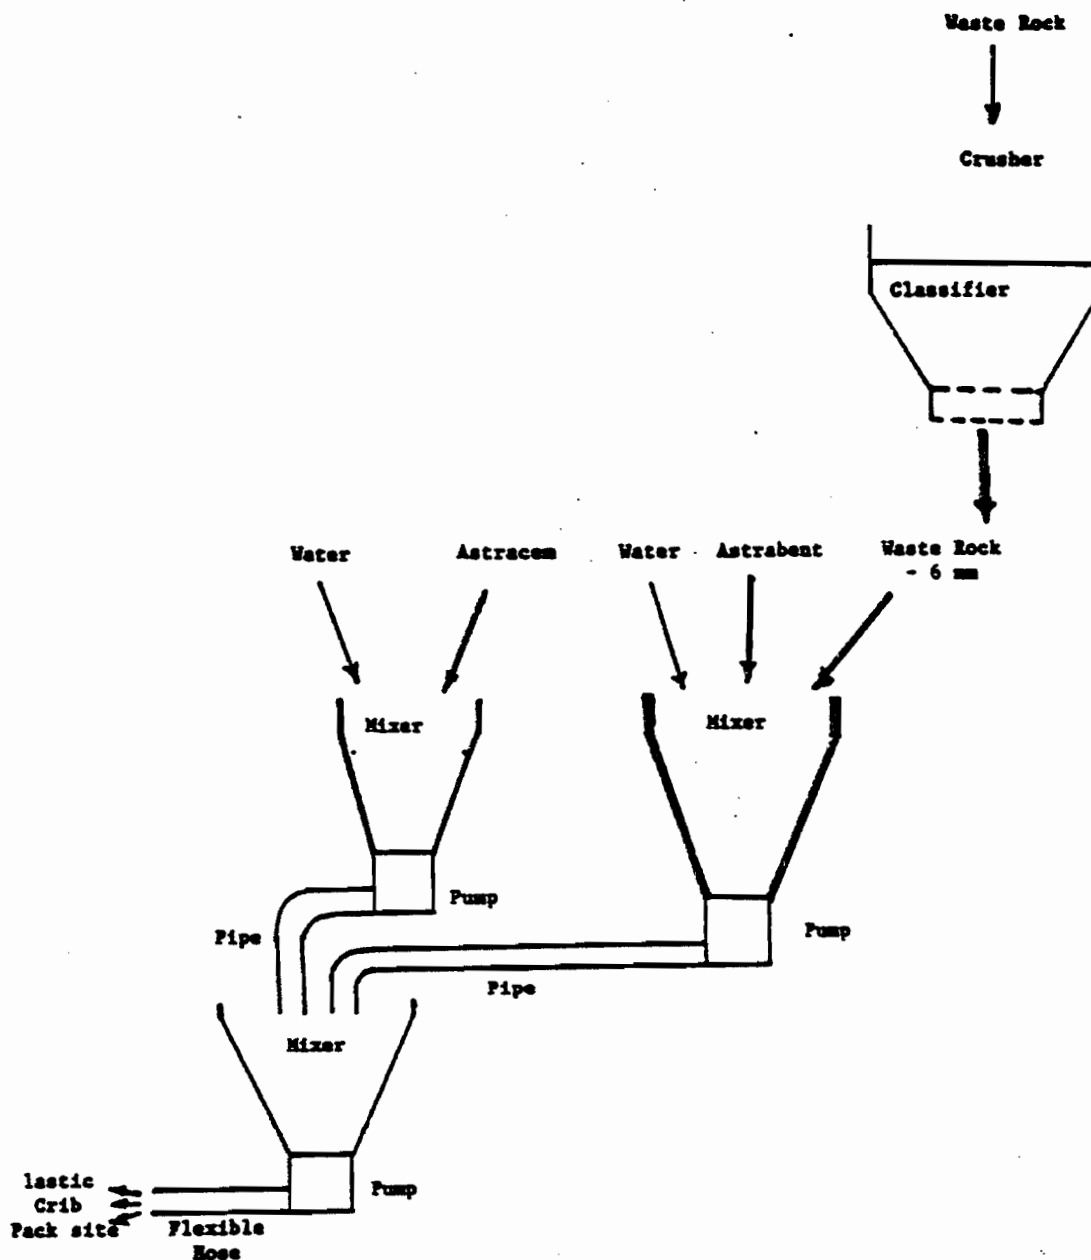 Waste Rock
Crusher
Classifier
Water
Astracem
Water
Astrabent
Waste Rock
- 6 mm
Mixer
Mixer
Pump
Pump
Pipe
Pipe
Mixer
Pump
lastic
Crib
Pack site
Flexible
Hose